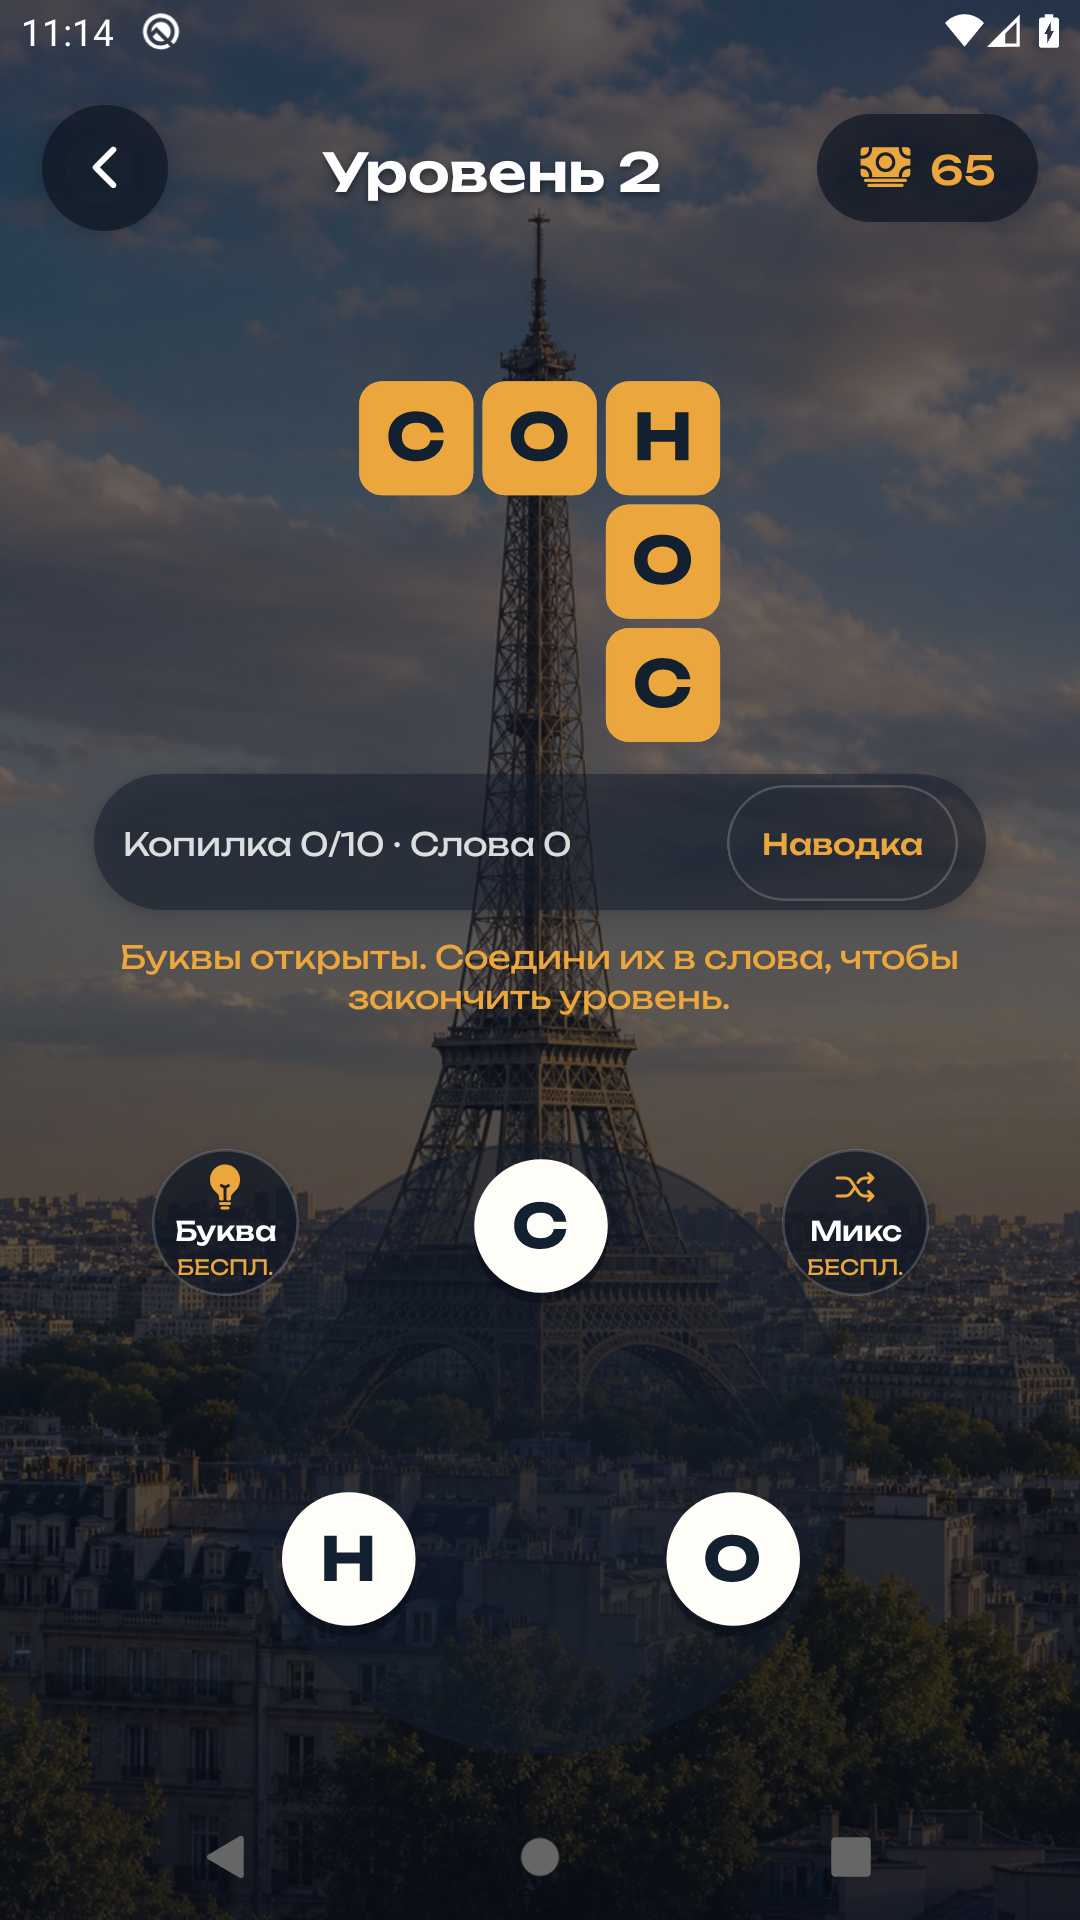 11:14
Уровень 2
65
СОН
О
С
Копилка 0/10 · Слова 0
Наводка
Буквы открыты. Соедини их в слова, чтобы
закончить уровень.
С
Буква
БЕСПЛ.
Микс
БЕСПЛ.
Н
О